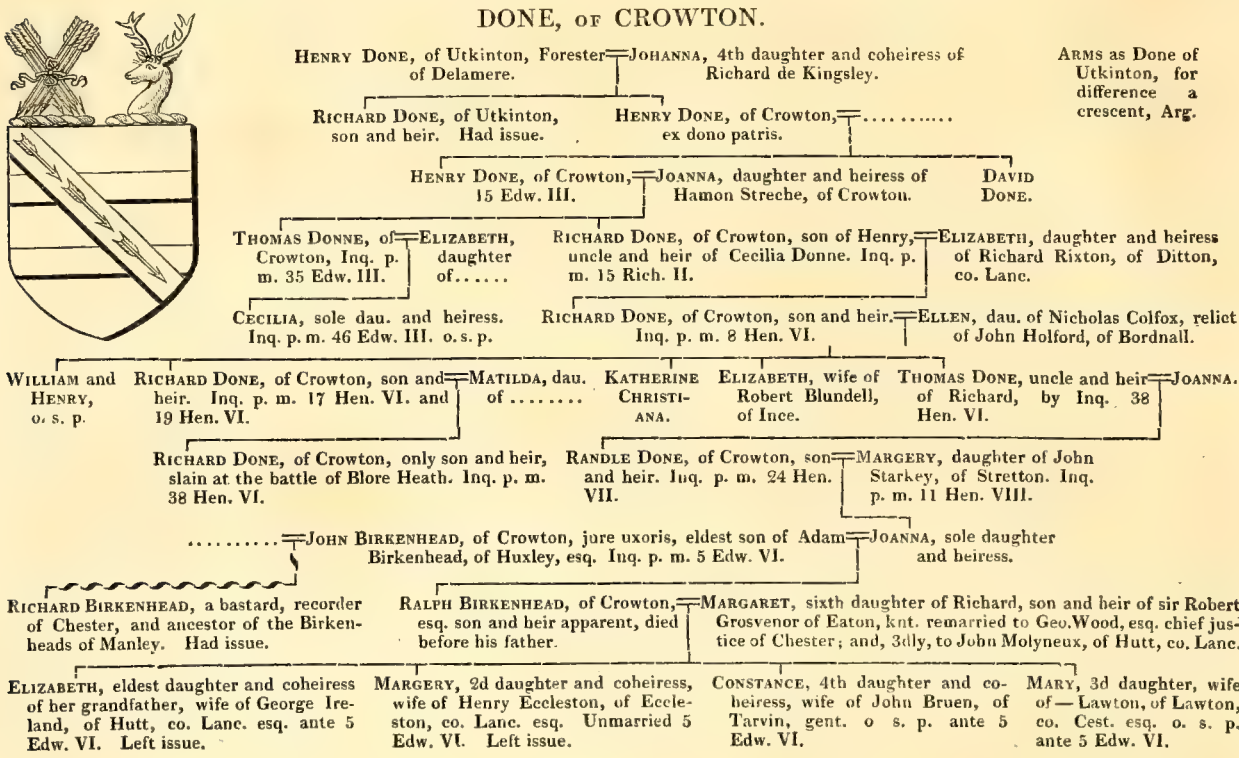 DONE, OF CROWTON.
HENRY DONE, of Utkinton, Forester
of Delamere.
JOHANNA, 4th daughter and coheiress of
Richard de Kingsley.
ARMS as Done of
Utkinton, for
difference a
crescent, Arg.
RICHARD DONE, of Utkinton,
son and heir. Had issue.
HENRY DONE, of Crowton,
ex dono patris.
...........
HENRY DONE, of Crowton,
15 Edw. III.
JOANNA, daughter and heiress of
Hamon Streche, of Crowton.
DAVID
DONE.
THOMAS DONNE, of
Crowton, Inq. p.
m. 35 Edw. III.
ELIZABETH,
daughter
of......
RICHARD DONE, of Crowton, son of Henry,
uncle and heir of Cecilia Donne. Inq. p.
m. 15 Rich. II.
ELIZABETH, daughter and heiress
of Richard Rixton, of Ditton,
co. Lanc.
CECILIA, sole dau. and heiress.
Inq. p. m. 46 Edw. III. o. s. p.
RICHARD DONE, of Crowton, son and heir.
Inq. p. m. 8 Hen. VI.
ELLEN, dau. of Nicholas Colfox, relict
of John Holford, of Bordnall.
WILLIAM and
HENRY,
o. s. p.
RICHARD DONE, of Crowton, son and
heir. Inq. p. m. 17 Hen. VI. and
19 Hen. VI.
MATILDA, dau.
of ........
KATHERINE
CHRISTI-
ANA.
ELIZABETH, wife of
Robert Blundell,
of Ince.
THOMAS DONE, uncle and heir
of Richard, by Inq. 38
Hen. VI.
JOANNA.
RICHARD DONE, of Crowton, only son and heir,
slain at the battle of Blore Heath. Inq. p. m.
38 Hen. VI.
RANDLE DONE, of Crowton, son
and heir. Inq. p. m. 24 Hen.
VII.
MARGERY, daughter of John
Starkey, of Stretton. Inq.
p. m. 11 Hen. VIII.
..........
JOHN BIRKENHEAD, of Crowton, jure uxoris, eldest son of Adam
Birkenhead, of Huxley, esq. Inq. p. m. 5 Edw. VI.
JOANNA, sole daughter
and heiress.
RICHARD BIRKENHEAD, a bastard, recorder
of Chester, and ancestor of the Birken-
heads of Manley. Had issue.
RALPH BIRKENHEAD, of Crowton,
esq. son and heir apparent, died
before his father.
MARGARET, sixth daughter of Richard, son and heir of sir Robert
Grosvenor of Eaton, knt. remarried to Geo. Wood, esq. chief jus-
tice of Chester; and, 3dly, to John Molyneux, of Hutt, co. Lanc.
ELIZABETH, eldest daughter and coheiress
of her grandfather, wife of George Ire-
land, of Hutt, co. Lanc. esq. ante 5
Edw. VI. Left issue.
MARGERY, 2d daughter and coheiress,
wife of Henry Eccleston, of Eccle-
ston, co. Lanc. esq. Unmarried 5
Edw. VI. Left issue.
CONSTANCE, 4th daughter and co-
heiress, wife of John Bruen, of
Tarvin, gent. o s. p. ante 5
Edw. VI.
MARY, 3d daughter, wife
of — Lawton, of Lawton,
co. Cest. esq. o. s. p.
ante 5 Edw. VI.